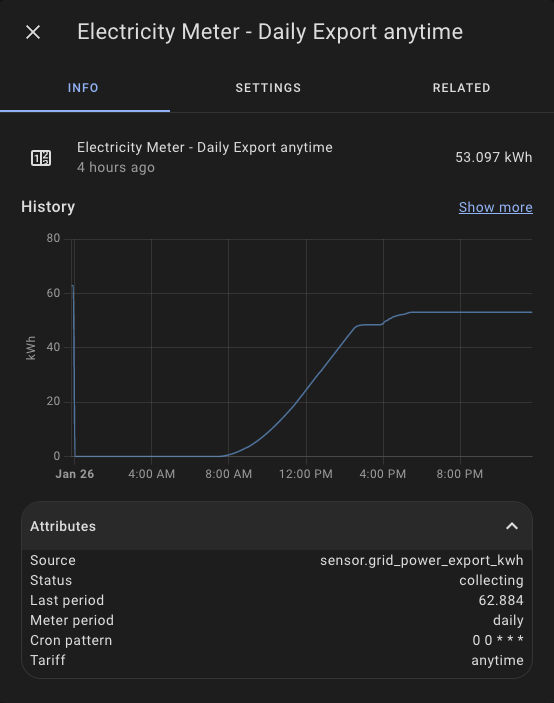 Electricity Meter - Daily Export anytime
INFO SETTINGS RELATED
Electricity Meter - Daily Export anytime
4 hours ago
53.097 kWh
History Show more
80
60
40
20
0
kWh
Jan 26 4:00 AM 8:00 AM 12:00 PM 4:00 PM 8:00 PM
Attributes
Source sensor.grid_power_export_kwh
Status collecting
Last period 62.884
Meter period daily
Cron pattern 0 0 * * *
Tariff anytime